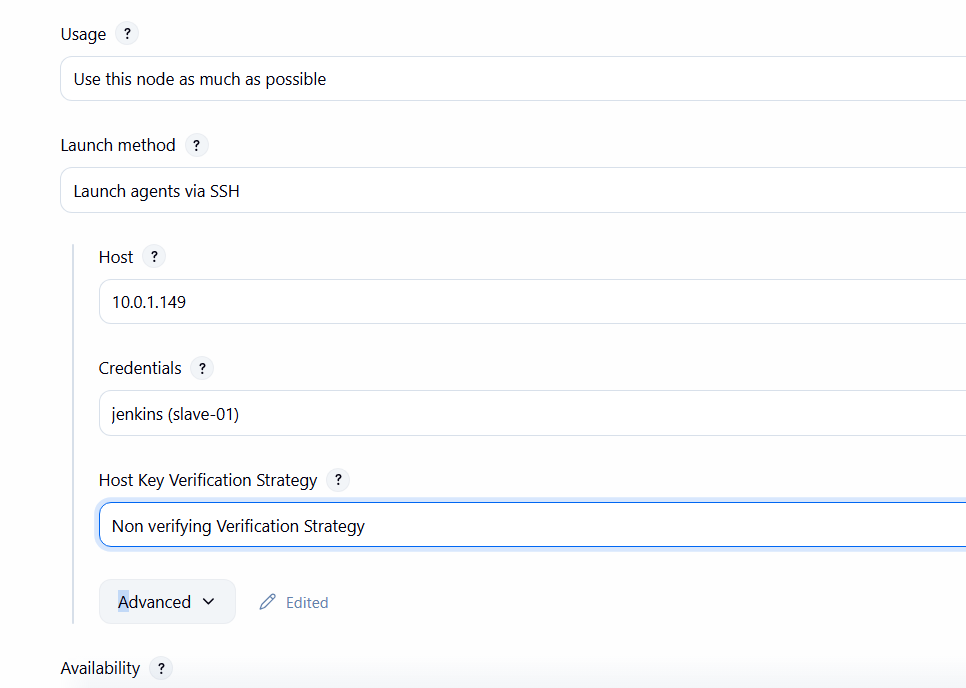 Usage ?
Use this node as much as possible
Launch method ?
Launch agents via SSH
Host ?
10.0.1.149
Credentials ?
jenkins (slave-01)
Host Key Verification Strategy ?
Non verifying Verification Strategy
Advanced Edited
Availability ?